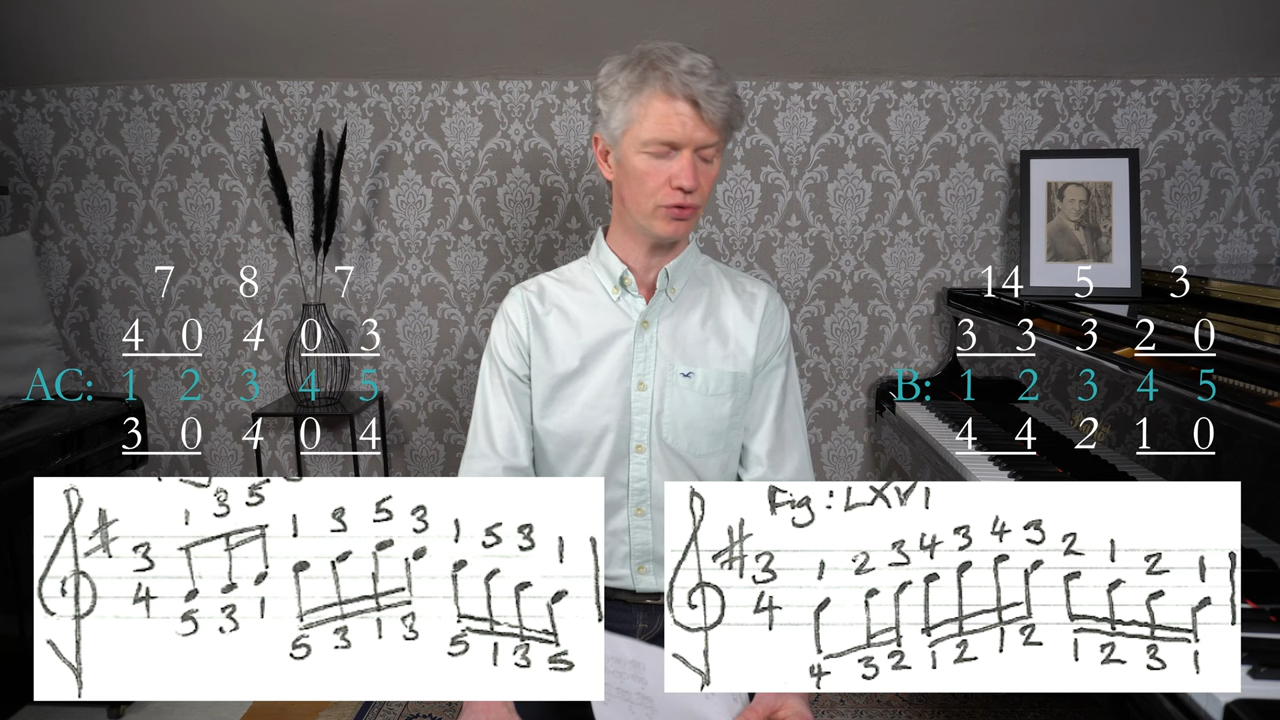 7 8 7
4 0 4 0 3
AC: 1 2 3 4 5
3 0 4 0 4
14 5 3
3 3 3 2 0
B: 1 2 3 4 5
4 4 2 1 0
1 3 5 1 3 5 3 1 5 3 1
3
4
5 3 1 5 3 1 3 5 1 3 5
Fig: LXVI
1 2 3 4 3 4 3 2 1 2 1
3
4
4 3 2 1 2 1 2 1 2 3 1